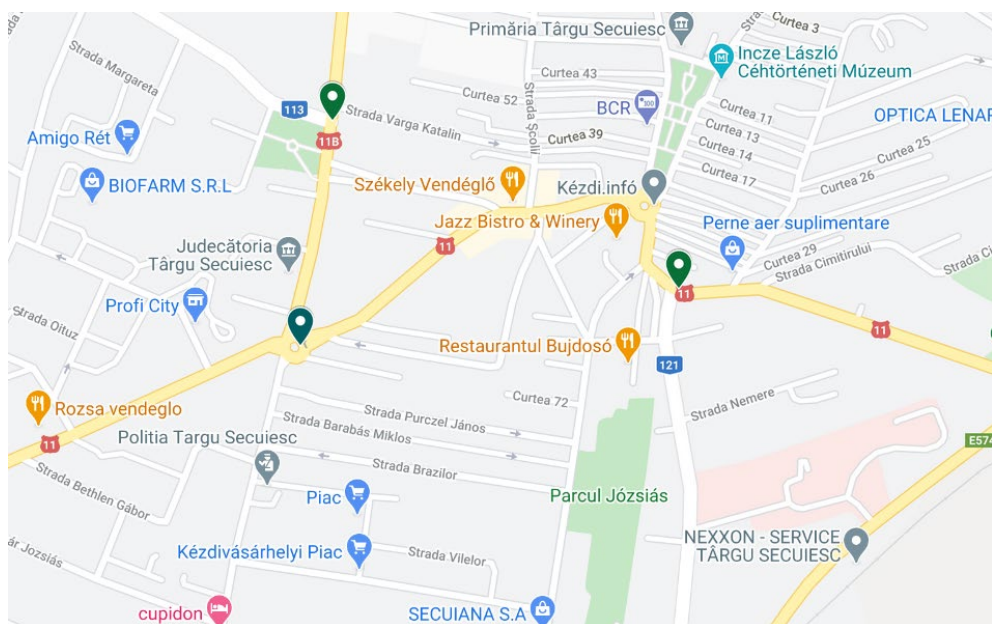 Primăria Târgu Secuiesc
Curtea 3
Incze László
Céhtörténeti Múzeum
Strada Margareta
Curtea 43
Curtea 52
Strada Școlii
BCR
113
Strada Varga Katalin
Curtea 39
Curtea 11
Curtea 13
Curtea 14
Curtea 17
OPTICA LENAR
Curtea 25
Curtea 26
Amigo Rét
11B
BIOFARM S.R.L
Székely Vendéglő
Kézdi.infó
Jazz Bistro & Winery
Perne aer suplimentare
Curtea 29
Strada Cimitirului
Strada Ci
11
Judecătoria
Târgu Secuiesc
Profi City
Strada Oituz
11
11
Restaurantul Bujdosó
121
Strada Nemere
Rozsa vendeglo
11
Curtea 72
Strada Purczel János
Strada Barabás Miklos
Politia Targu Secuiesc
Strada Brazilor
E574
Strada Bethlen Gábor
Piac
Parcul Józsiás
ár Jozsiás
Kézdivásárhelyi Piac
Strada Vilelor
NEXXON - SERVICE
TÂRGU SECUIESC
cupidon
SECUIANA S.A